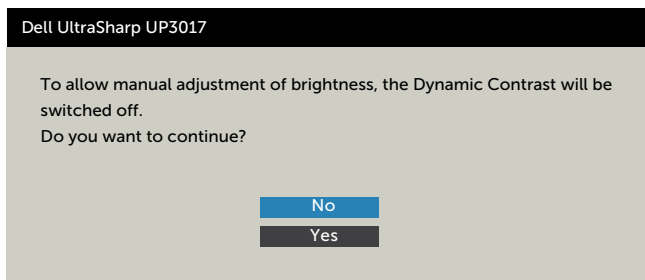 Dell UltraSharp UP3017
To allow manual adjustment of brightness, the Dynamic Contrast will be
switched off.
Do you want to continue?
No
Yes